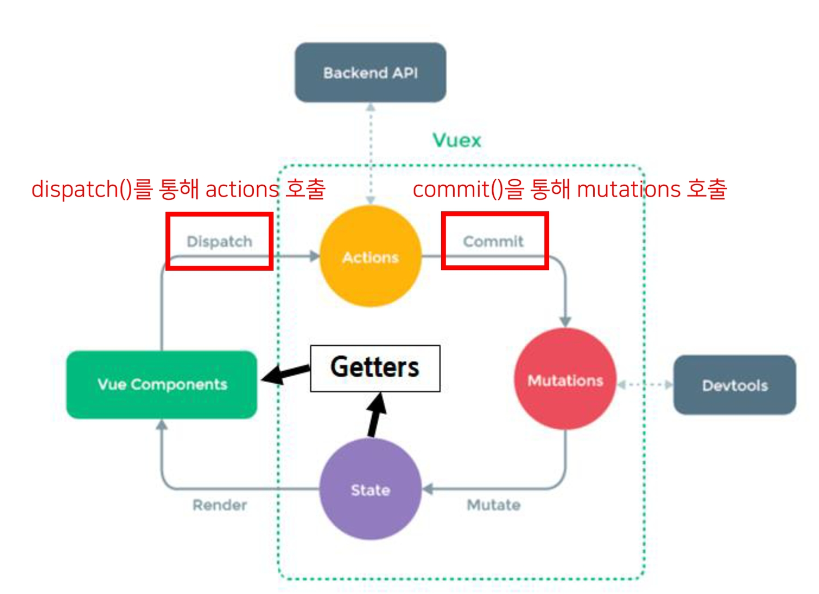 Backend API
Vuex
dispatch()를 통해 actions 호출
commit()을 통해 mutations 호출
Dispatch
Commit
Actions
Getters
Vue Components
Mutations
Devtools
State
Render
Mutate